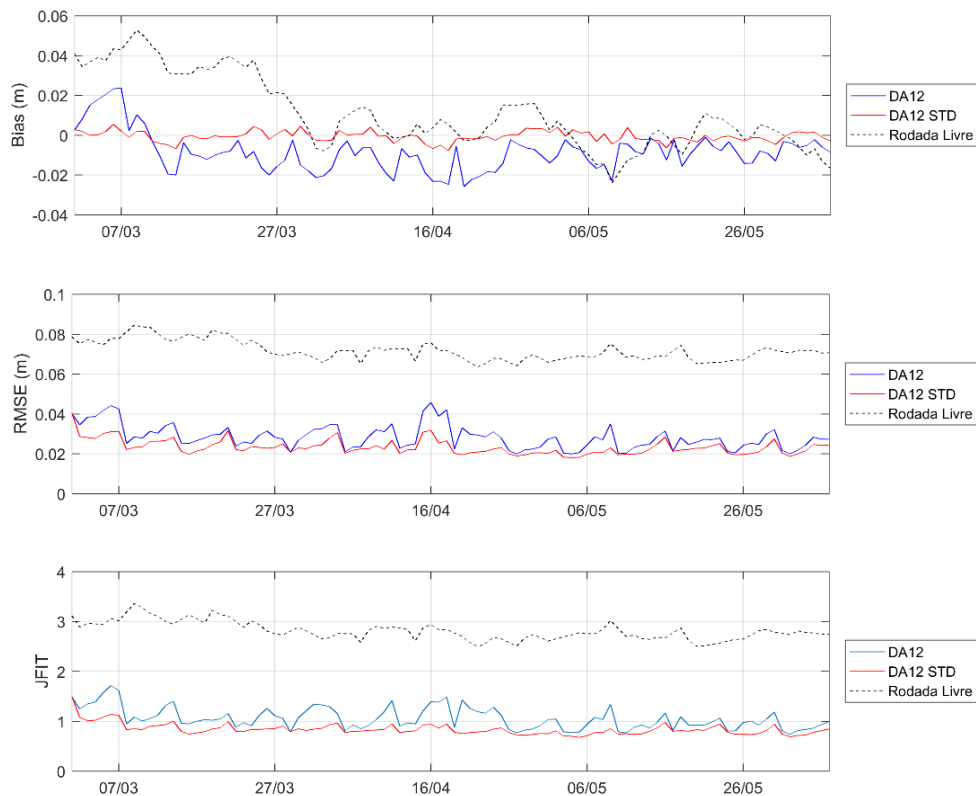 0.06
0.04
0.02
0
-0.02
-0.04
Bias (m)
07/03 27/03 16/04 06/05 26/05
DA12
DA12 STD
Rodada Livre
0.1
0.08
0.06
0.04
0.02
0
RMSE (m)
07/03 27/03 16/04 06/05 26/05
DA12
DA12 STD
Rodada Livre
4
3
2
1
0
JFIT
07/03 27/03 16/04 06/05 26/05
DA12
DA12 STD
Rodada Livre